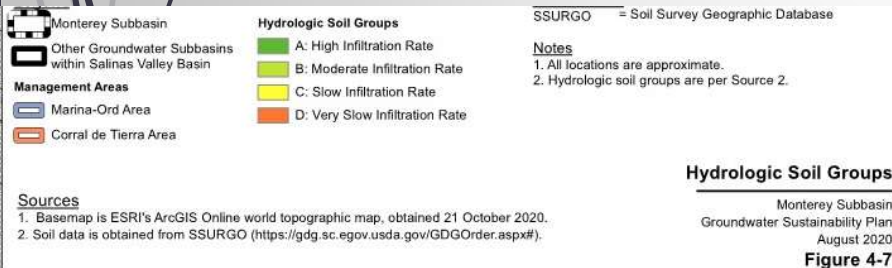 Monterey Subbasin
Other Groundwater Subbasins
within Salinas Valley Basin
Management Areas
Marina-Ord Area
Corral de Tierra Area
Hydrologic Soil Groups
A: High Infiltration Rate
B: Moderate Infiltration Rate
C: Slow Infiltration Rate
D: Very Slow Infiltration Rate
SSURGO = Soil Survey Geographic Database
Notes
1. All locations are approximate.
2. Hydrologic soil groups are per Source 2.
Sources
1. Basemap is ESRI's ArcGIS Online world topographic map, obtained 21 October 2020.
2. Soil data is obtained from SSURGO (https://gdg.sc.egov.usda.gov/GDGOrder.aspx#).
Hydrologic Soil Groups
Monterey Subbasin
Groundwater Sustainability Plan
August 2020
Figure 4-7